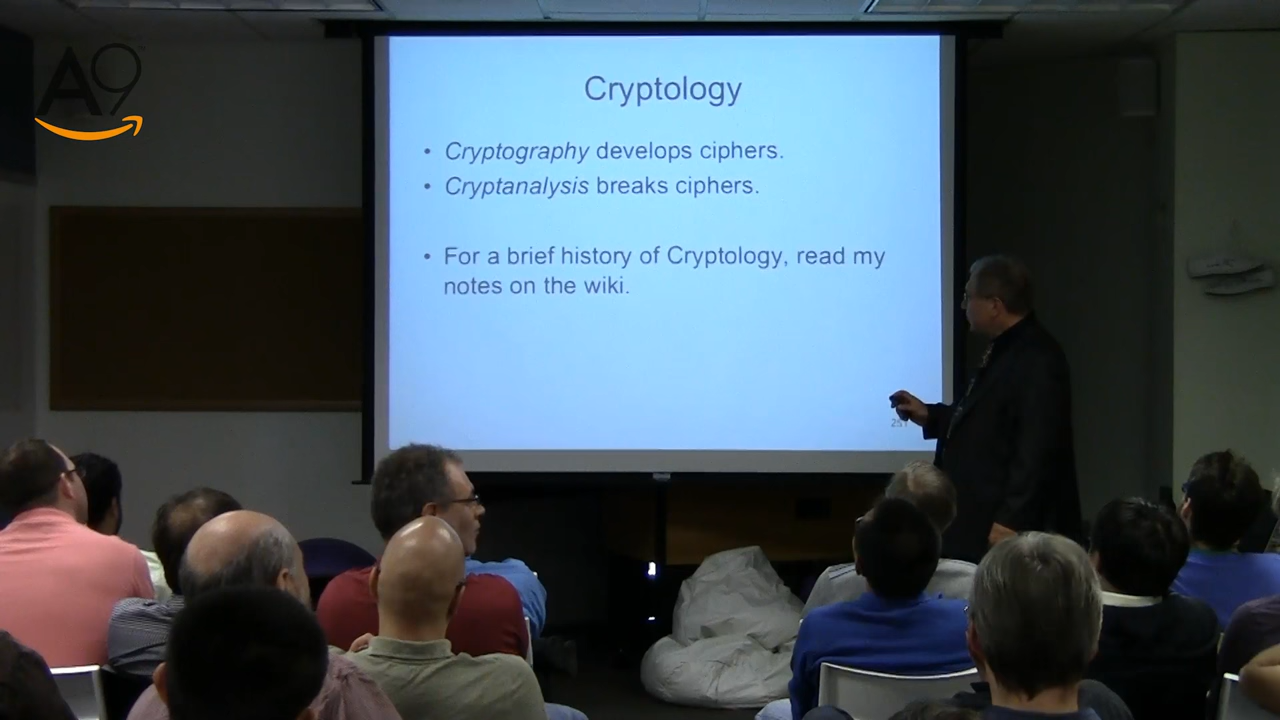 A9
Cryptology
• Cryptography develops ciphers.
• Cryptanalysis breaks ciphers.
• For a brief history of Cryptology, read my
notes on the wiki.